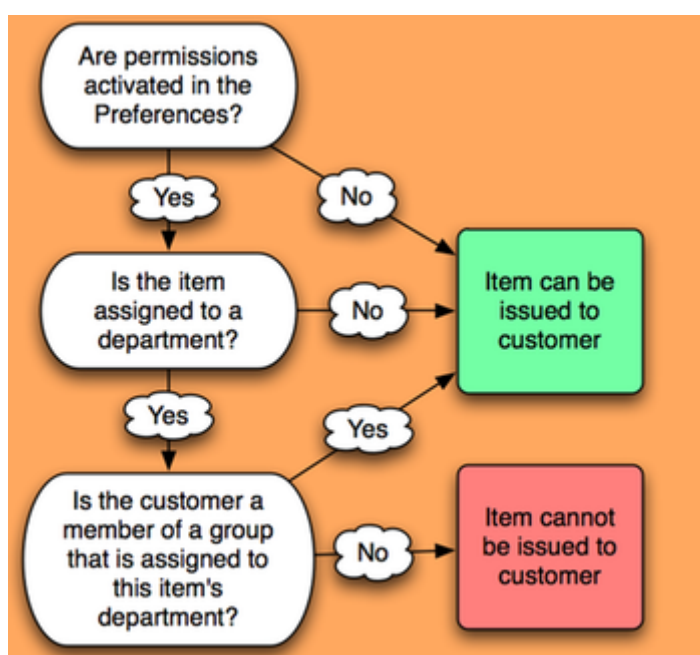 Are permissions
activated in the
Preferences?
Yes
No
Is the item
assigned to a
department?
No
Item can be
issued to
customer
Yes
Yes
Is the customer a
member of a group
that is assigned to
this item's
department?
No
Item cannot
be issued to
customer